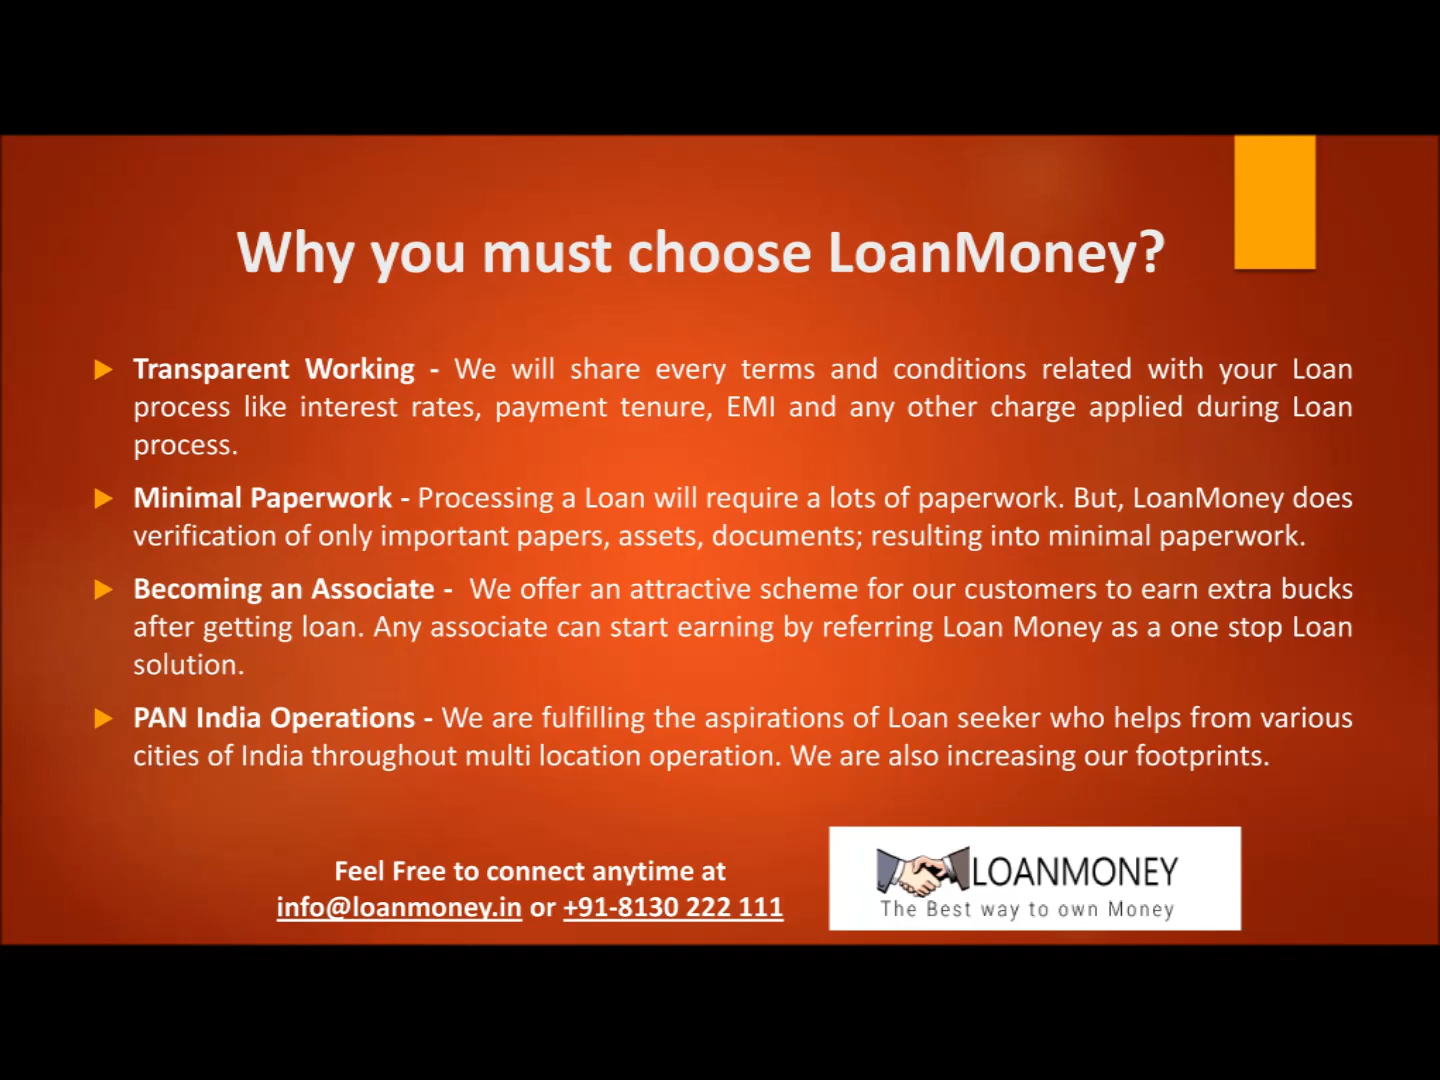 Why you must choose LoanMoney?
Transparent Working - We will share every terms and conditions related with your Loan
process like interest rates, payment tenure, EMI and any other charge applied during Loan
process.
Minimal Paperwork - Processing a Loan will require a lots of paperwork. But, LoanMoney does
verification of only important papers, assets, documents; resulting into minimal paperwork.
Becoming an Associate - We offer an attractive scheme for our customers to earn extra bucks
after getting loan. Any associate can start earning by referring Loan Money as a one stop Loan
solution.
PAN India Operations - We are fulfilling the aspirations of Loan seeker who helps from various
cities of India throughout multi location operation. We are also increasing our footprints.
Feel Free to connect anytime at
info@loanmoney.in or +91-8130 222 111
LOANMONEY
The Best way to own Money